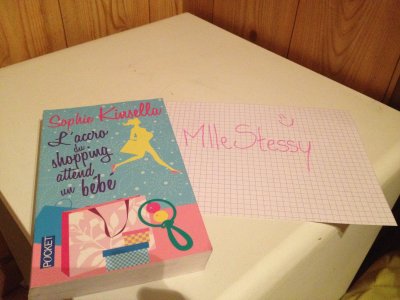 Sophie Kinsella
L'accro
du
shopping
attend
un bébé
POCKET
Mlle Stessy